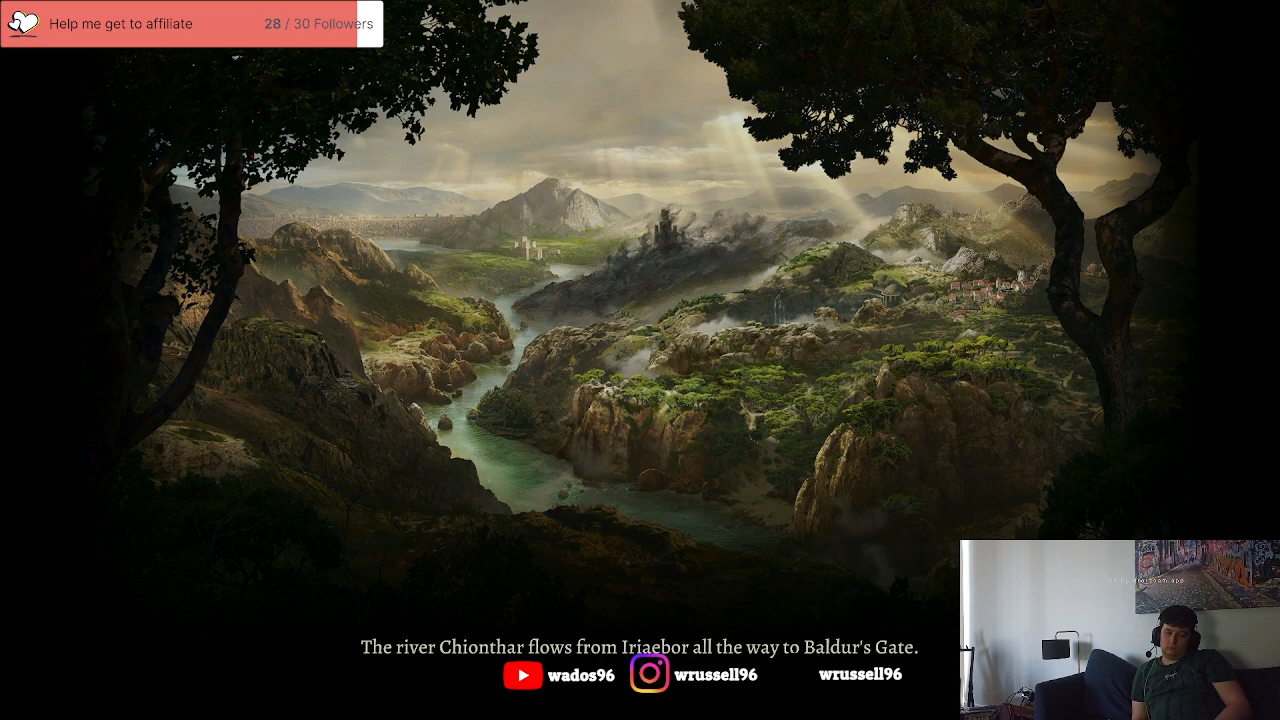 Help me get to affiliate 28 / 30 Followers
The river Chionthar flows from Iriaebor all the way to Baldur's Gate.
wados96 wrussell96 wrussell96